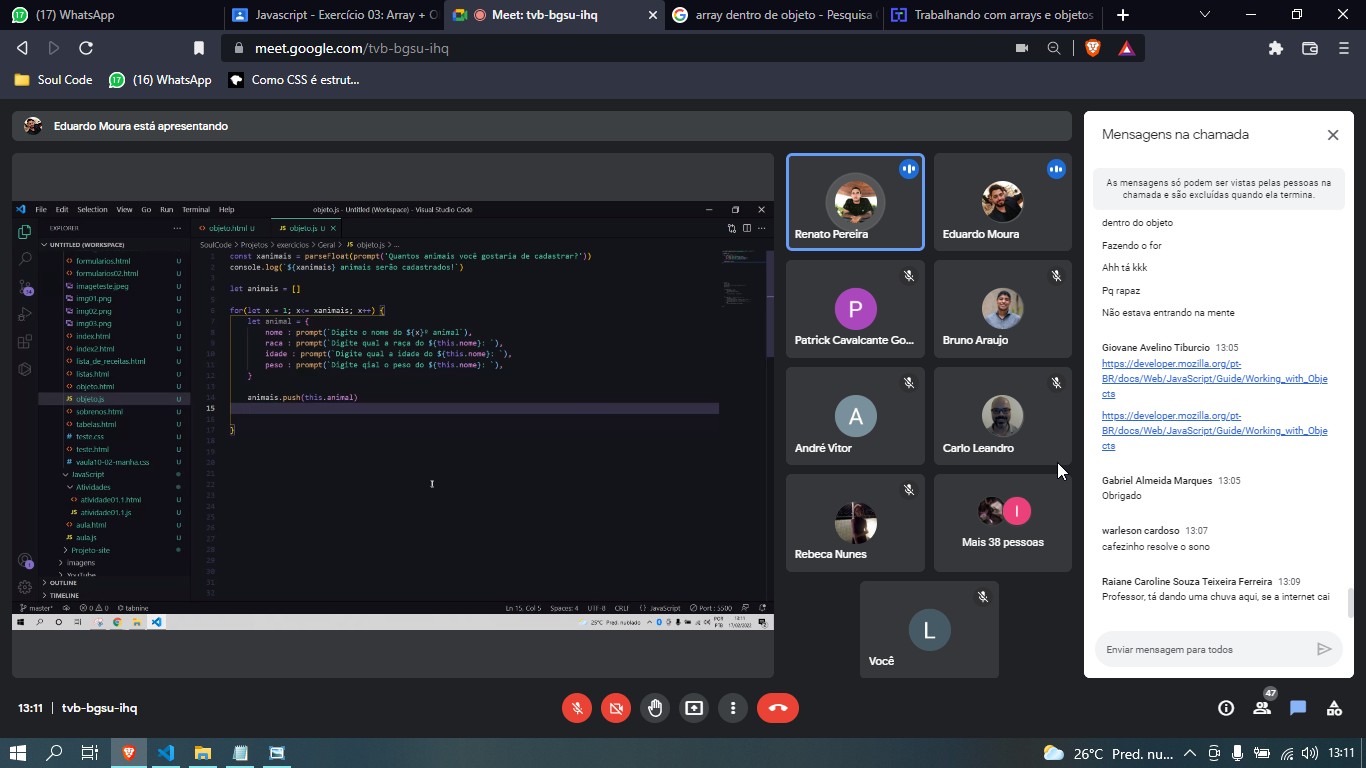 (17) WhatsApp
Javascript - Exercício 03: Array + O
Meet: tvb-bgsu-ihq
array dentro de objeto - Pesquisa
Trabalhando com arrays e objetos
meet.google.com/tvb-bgsu-ihq
Soul Code
(16) WhatsApp
Como CSS é estrut...
Eduardo Moura está apresentando
File Edit Selection View Go Run Terminal Help
objeto.js - Untitled (Workspace) - Visual Studio Code
EXPLORER
UNTITLED (WORKSPACE)
formularios.html U
formularios02.html U
imageteste.jpeg U
img01.png U
img02.png U
img03.png U
index.html U
index2.html U
lista_de_receitas.html U
listas.html U
objeto.html U
objeto.js U
sobrenos.html U
tabelas.html U
teste.css U
teste.html U
vaula10-02-manha.css U
JavaScript
Atividades
atividade01.1.html U
atividade01.1.js U
aula.html U
aula.js U
Projeto-site
Imagens
YouTube
OUTLINE
TIMELINE
objeto.html U
objeto.js U
SoulCode > Projetos > exercicios > Geral > objeto.js > ...
const xanimais = parseFloat(prompt('Quantos animais você gostaria de cadastrar?'))
console.log(`${xanimais} animais serão cadastrados!`)
let animais = []
for(let x = 1; x<= xanimais; x++) {
let animal = {
nome : prompt(`Digite o nome do ${x}º animal`),
raca : prompt(`Digite qual a raça do ${this.nome}: `),
idade : prompt(`Digite qual a idade do ${this.nome}: `),
peso : prompt(`Digite qial o peso do ${this.nome}: `),
}
animais.push(this.animal)
15
}
master*
0 0
tabnine
Ln 15, Col 5
Spaces: 4
UTF-8
CRLF
JavaScript
Port : 5500
25°C Pred. nublado
POR
PTB
13:11
17/02/2022
Renato Pereira
Eduardo Moura
P
Patrick Cavalcante Go...
Bruno Araujo
A
André Vitor
Carlo Leandro
Rebeca Nunes
I
Mais 38 pessoas
L
Você
Mensagens na chamada
As mensagens só podem ser vistas pelas pessoas na
chamada e são excluídas quando ela termina.
dentro do objeto
Fazendo o for
Ahh tá kkk
Pq rapaz
Não estava entrando na mente
Giovane Avelino Tiburcio 13:05
https://developer.mozilla.org/pt-
BR/docs/Web/JavaScript/Guide/Working_with_Obje
cts
https://developer.mozilla.org/pt-
BR/docs/Web/JavaScript/Guide/Working_with_Obje
cts
Gabriel Almeida Marques 13:05
Obrigado
warleson cardoso 13:07
cafezinho resolve o sono
Raiane Caroline Souza Teixeira Ferreira 13:09
Professor, tá dando uma chuva aqui, se a internet cai
Enviar mensagem para todos
13:11 | tvb-bgsu-ihq
47
26°C Pred. nu...
13:11